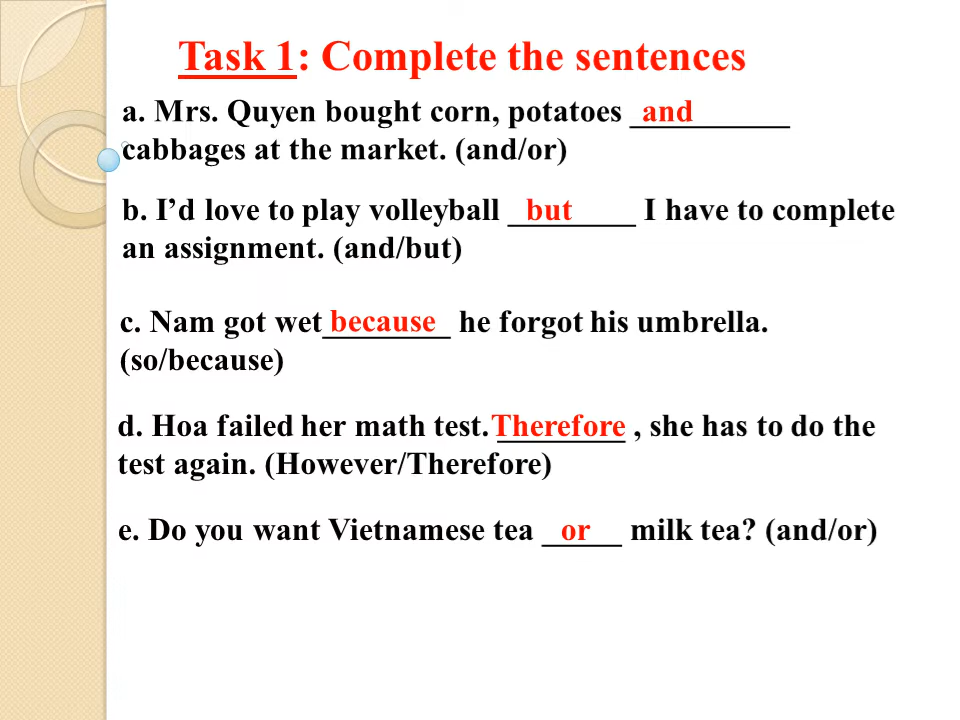 Task 1: Complete the sentences
a. Mrs. Quyen bought corn, potatoes __and______
cabbages at the market. (and/or)
b. I’d love to play volleyball _but____ I have to complete
an assignment. (and/but)
c. Nam got wet because he forgot his umbrella.
(so/because)
d. Hoa failed her math test. Therefore , she has to do the
test again. (However/Therefore)
e. Do you want Vietnamese tea _or__ milk tea? (and/or)